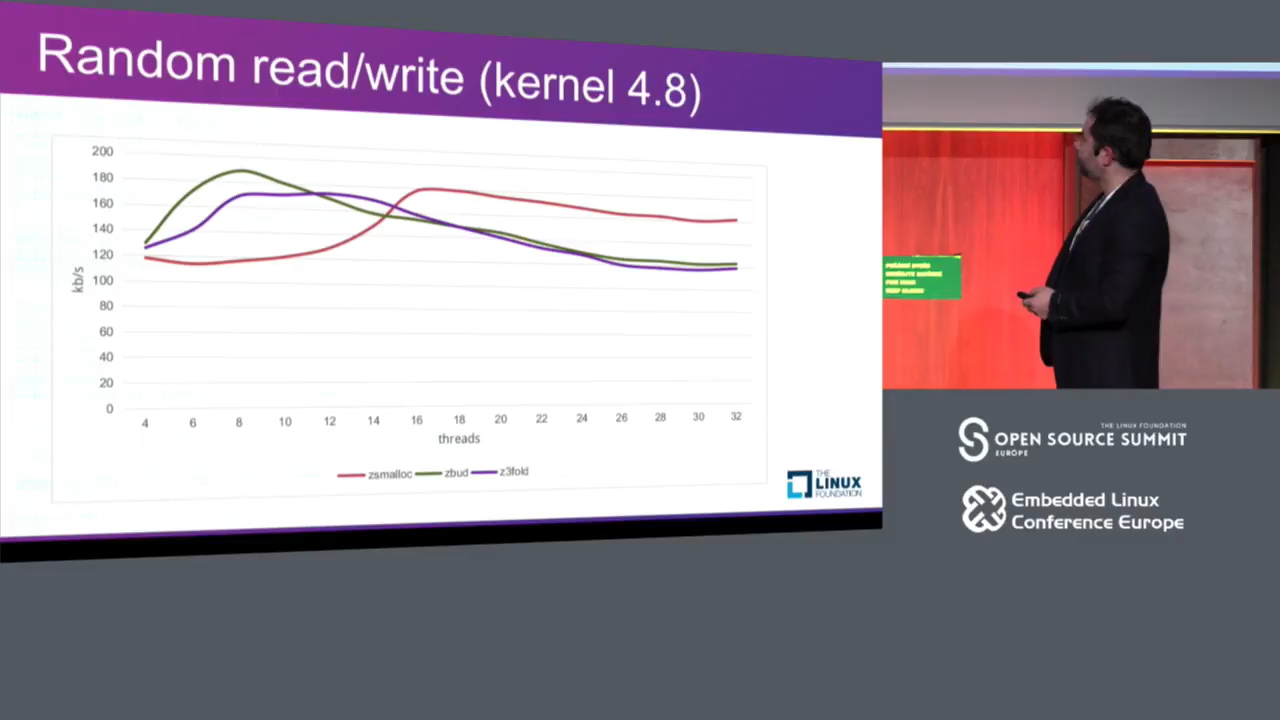 Random read/write (kernel 4.8)
200
180
160
140
120
100
80
60
40
20
0
kb/s
4 6 8 10 12 14 16 18 20 22 24 26 28 30 32
threads
zsmalloc zbud z3fold
THE
LINUX
FOUNDATION
THE LINUX FOUNDATION
OPEN SOURCE SUMMIT
EUROPE
Embedded Linux
Conference Europe